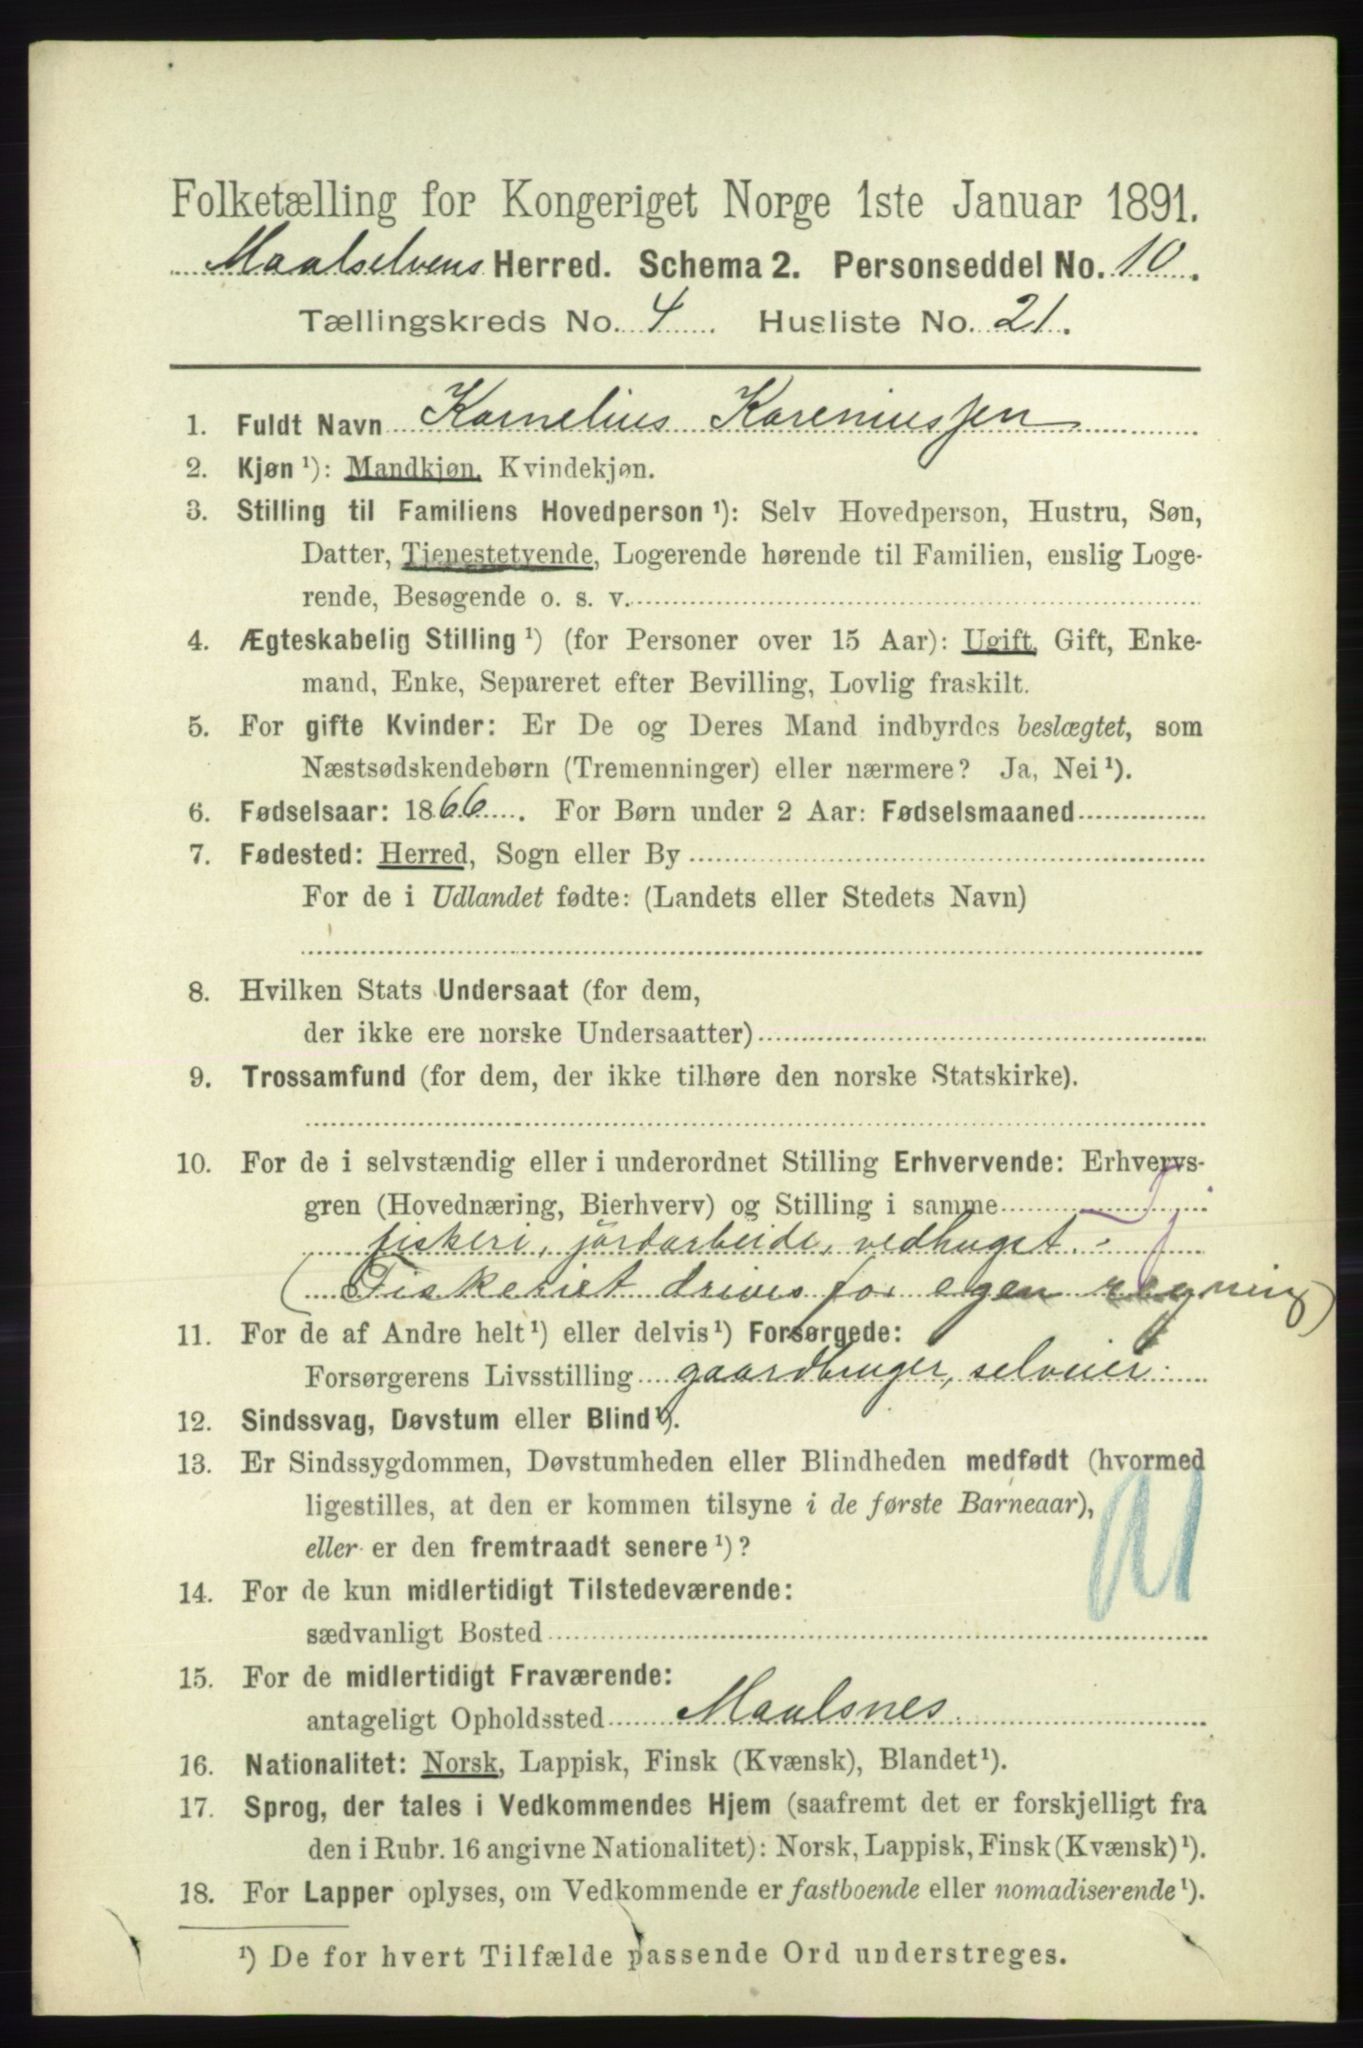 Folketælling for Kongeriget Norge 1ste Januar 1891.
Maalselvens Herred. Schema 2. Personseddel No. 10.
Tællingskreds No. 4. Husliste No. 21.
1. Fuldt Navn Kornelius Kareniussen
2. Kjøn ¹): Mandkjøn, Kvindekjøn.
3. Stilling til Familiens Hovedperson ¹): Selv Hovedperson, Hustru, Søn,
Datter, Tjenestetyende, Logerende hørende til Familien, enslig Loge-
rende, Besøgende o. s. v.
4. Ægteskabelig Stilling ¹) (for Personer over 15 Aar): Ugift, Gift, Enke-
mand, Enke, Separeret efter Bevilling, Lovlig fraskilt.
5. For gifte Kvinder: Er De og Deres Mand indbyrdes beslægtet, som
Næstsødskendebørn (Tremenninger) eller nærmere? Ja, Nei ¹).
6. Fødselsaar: 1866. For Børn under 2 Aar: Fødselsmaaned
7. Fødested: Herred, Sogn eller By
For de i Udlandet fødte: (Landets eller Stedets Navn)
8. Hvilken Stats Undersaat (for dem,
der ikke ere norske Undersaatter)
9. Trossamfund (for dem, der ikke tilhøre den norske Statskirke).
10. For de i selvstændig eller i underordnet Stilling Erhvervende: Erhvervs-
gren (Hovednæring, Bierhverv) og Stilling i samme
fiskeri, jordarbeide, vedhuget. -
(Fiskeriet drives for egen regning)
11. For de af Andre helt ¹) eller delvis ¹) Forsørgede:
Forsørgerens Livsstilling gaardbruger, selveier.
12. Sindssvag, Døvstum eller Blind ¹).
13. Er Sindssygdommen, Døvstumheden eller Blindheden medfødt (hvormed
ligestilles, at den er kommen tilsyne i de første Barneaar),
eller er den fremtraadt senere ¹)?
14. For de kun midlertidigt Tilstedeværende:
sædvanligt Bosted
15. For de midlertidigt Fraværende:
antageligt Opholdssted Maalsnes.
16. Nationalitet: Norsk, Lappisk, Finsk (Kvænsk), Blandet ¹).
17. Sprog, der tales i Vedkommendes Hjem (saafremt det er forskjelligt fra
den i Rubr. 16 angivne Nationalitet): Norsk, Lappisk, Finsk (Kvænsk) ¹).
18. For Lapper oplyses, om Vedkommende er fastboende eller nomadiserende ¹).
¹) De for hvert Tilfælde passende Ord understreges.